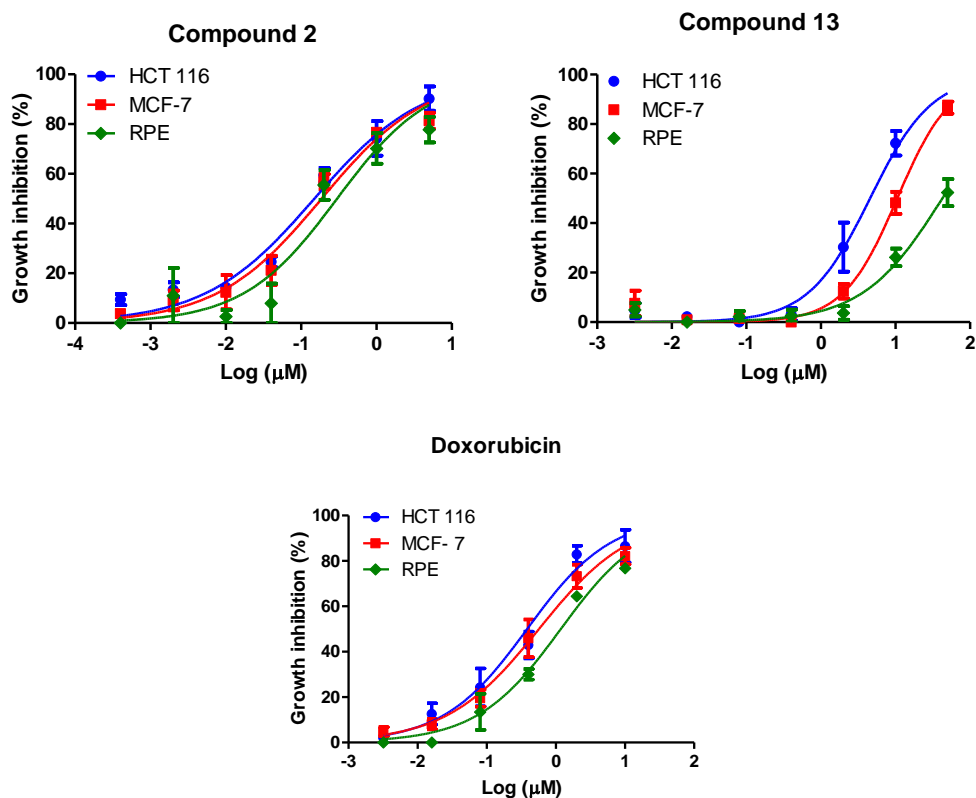 Compound 2
HCT 116
MCF-7
RPE
Growth inhibition (%)
100
80
60
40
20
0
-4 -3 -2 -1 0 1
Log (μM)
Compound 13
HCT 116
MCF-7
RPE
Growth inhibition (%)
100
80
60
40
20
0
-3 -2 -1 0 1 2
Log (μM)
Doxorubicin
HCT 116
MCF- 7
RPE
Growth inhibition (%)
100
80
60
40
20
0
-3 -2 -1 0 1 2
Log (μM)